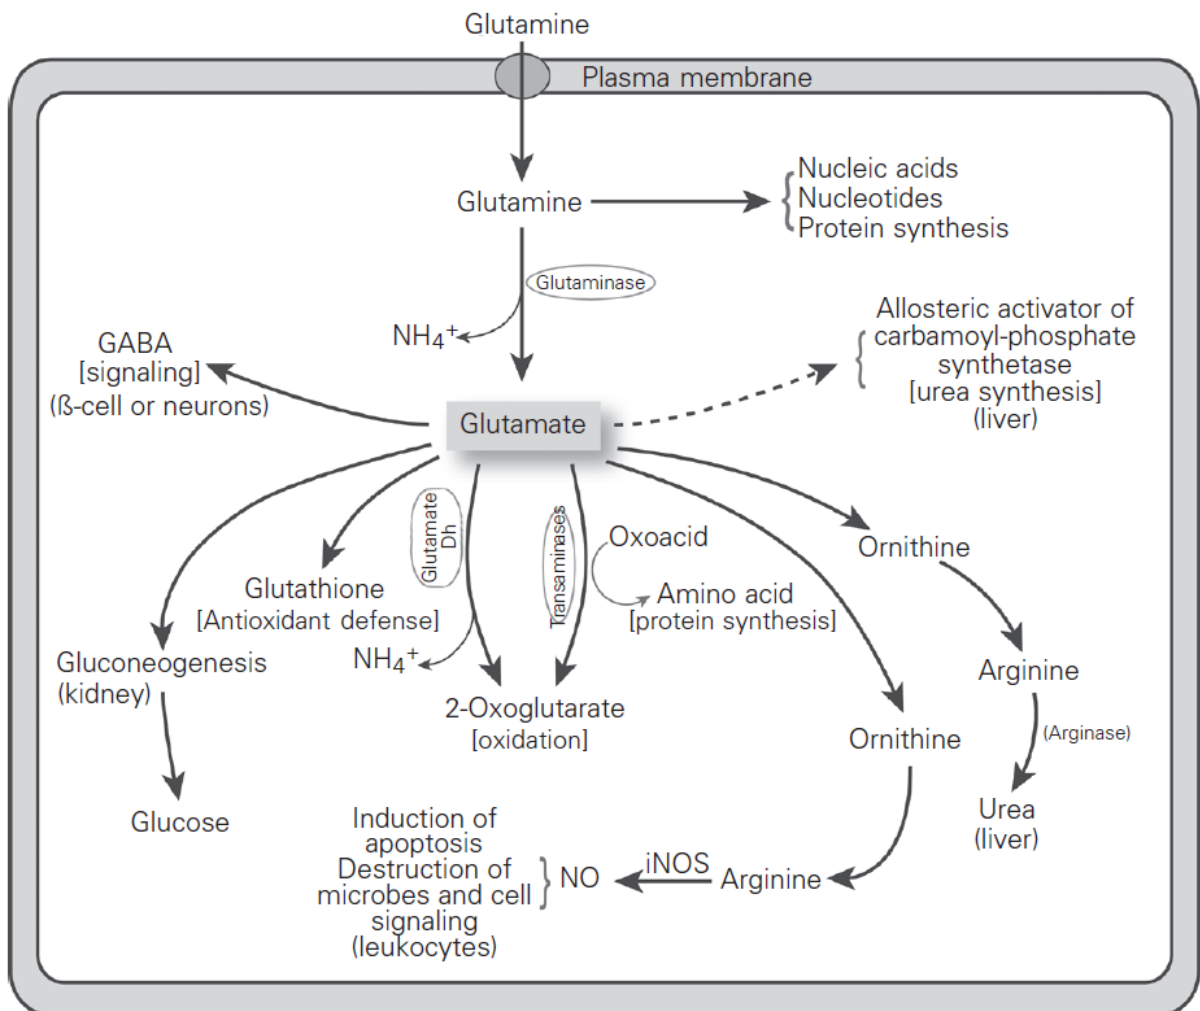 Glutamine
Plasma membrane
Glutamine
Nucleic acids
Nucleotides
Protein synthesis
Glutaminase
NH₄⁺
GABA
[signaling]
(ß-cell or neurons)
Allosteric activator of
carbamoyl-phosphate
synthetase
[urea synthesis]
(liver)
Glutamate
Glutamate
Dh
Transaminases
Oxoacid
Amino acid
[protein synthesis]
Ornithine
Glutathione
[Antioxidant defense]
NH₄⁺
Gluconeogenesis
(kidney)
2-Oxoglutarate
[oxidation]
Arginine
(Arginase)
Ornithine
Urea
(liver)
Glucose
Induction of
apoptosis
Destruction of
microbes and cell
signaling
(leukocytes)
NO
iNOS
Arginine